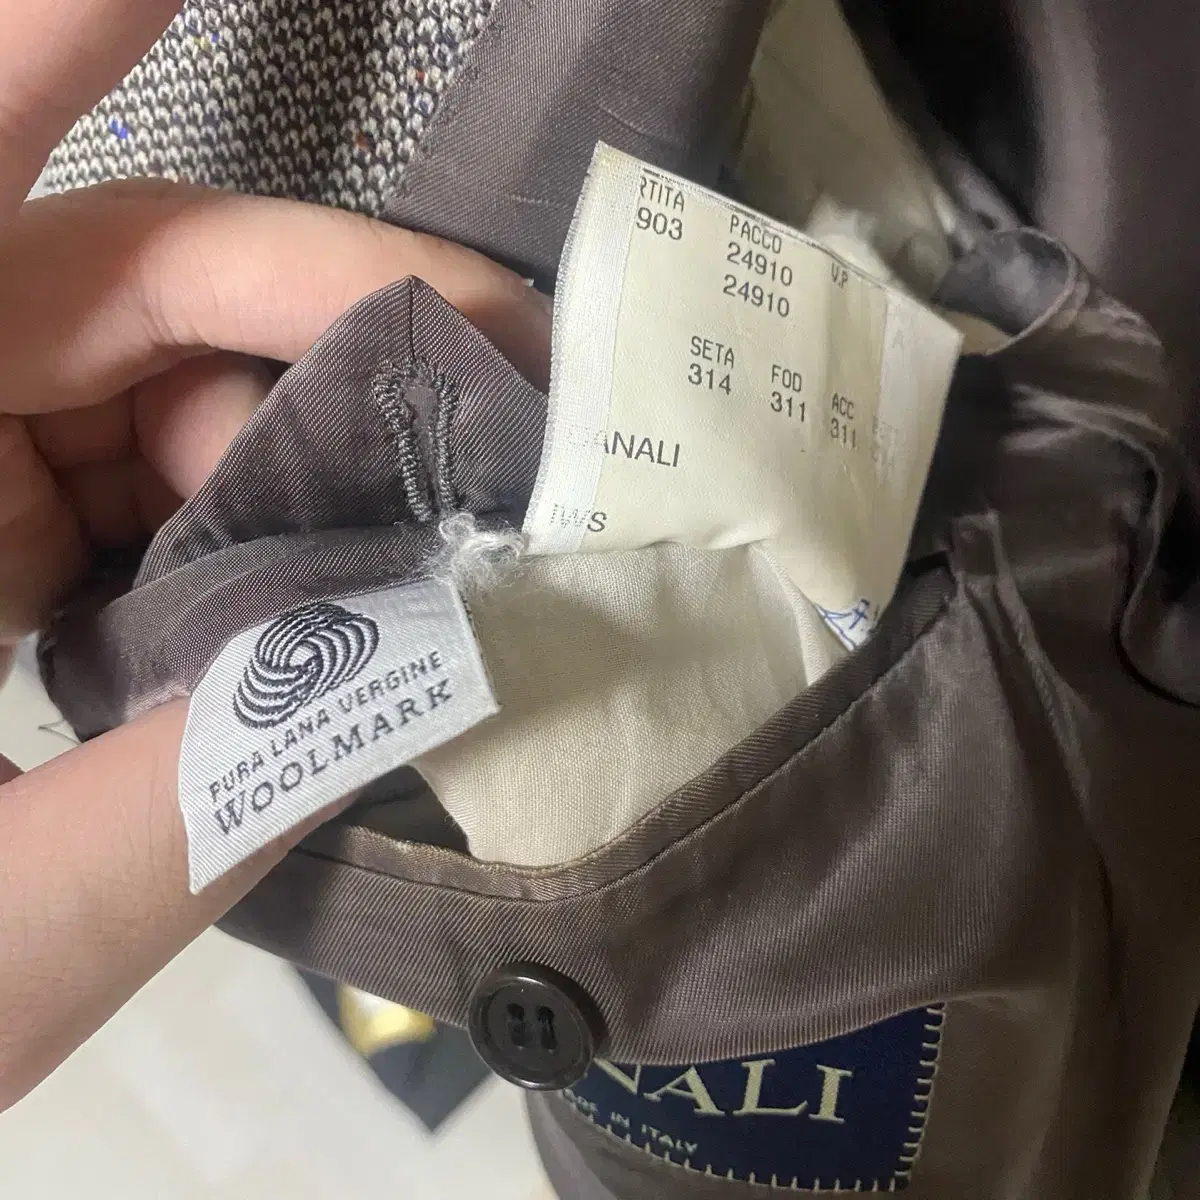 RTITA PACCO V.P
903 24910
24910
SETA FOD ACC
314 311 311
CANALI
IWS
PURA LANA VERGINE
WOOLMARK
NALI
MADE IN ITALY